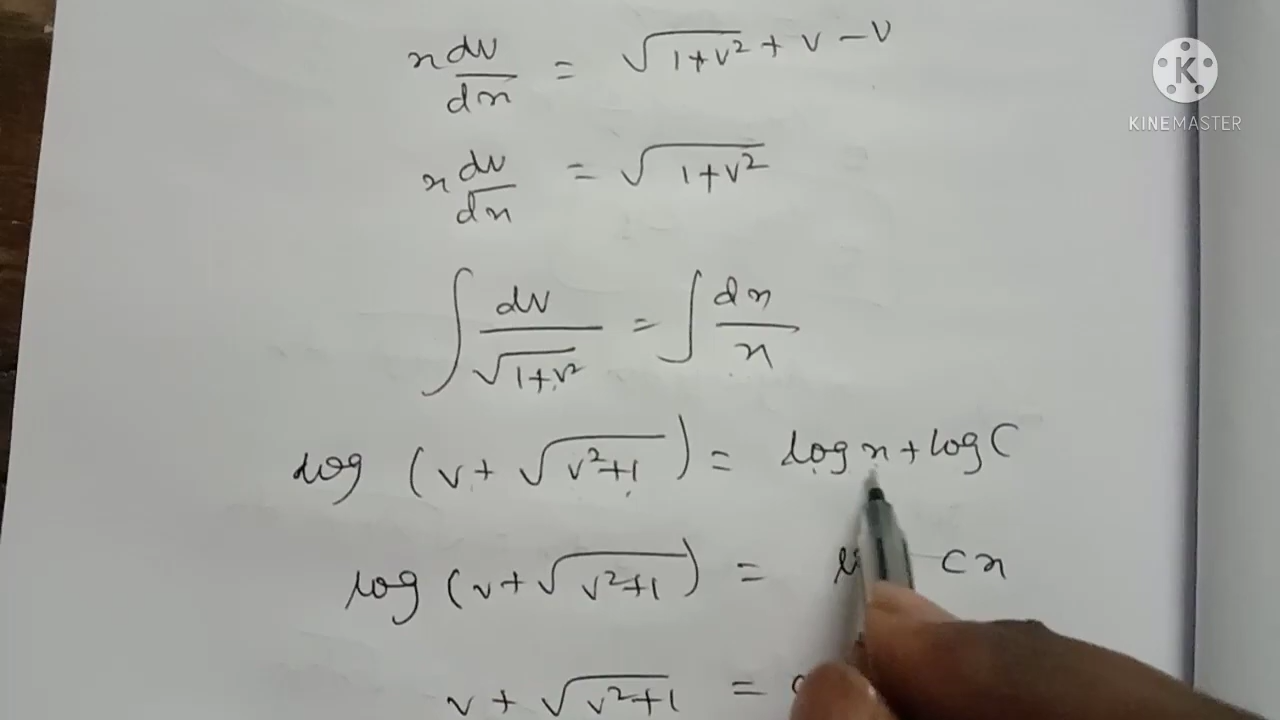 x dv/dx = √1+v² + v - v
K
KINEMASTER
x dv/dx = √1+v²
∫ dv/√1+v² = ∫ dx/x
log (v + √v²+1) = log x + log C
log (v + √v²+1) = Cx
v + √v²+1 =